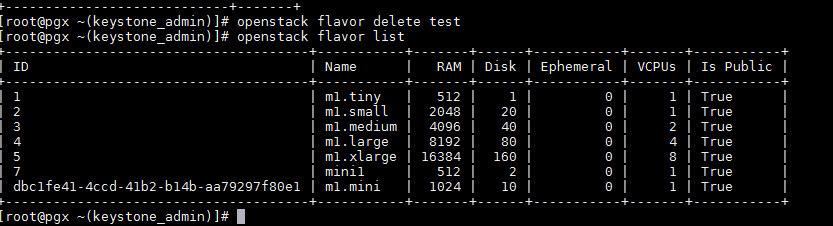 +-----------------------------+-------+
[root@pgx ~(keystone_admin)]# openstack flavor delete test
[root@pgx ~(keystone_admin)]# openstack flavor list
+--------------------------------------+-----------+-------+------+-----------+-------+-----------+
| ID                                   | Name      |   RAM | Disk | Ephemeral | VCPUs | Is Public |
+--------------------------------------+-----------+-------+------+-----------+-------+-----------+
| 1                                    | m1.tiny   |   512 |    1 |         0 |     1 | True      |
| 2                                    | m1.small  |  2048 |   20 |         0 |     1 | True      |
| 3                                    | m1.medium |  4096 |   40 |         0 |     2 | True      |
| 4                                    | m1.large  |  8192 |   80 |         0 |     4 | True      |
| 5                                    | m1.xlarge | 16384 |  160 |         0 |     8 | True      |
| 7                                    | mini1     |   512 |    2 |         0 |     1 | True      |
| dbc1fe41-4ccd-41b2-b14b-aa79297f80e1 | m1.mini   |  1024 |   10 |         0 |     1 | True      |
+--------------------------------------+-----------+-------+------+-----------+-------+-----------+
[root@pgx ~(keystone_admin)]#